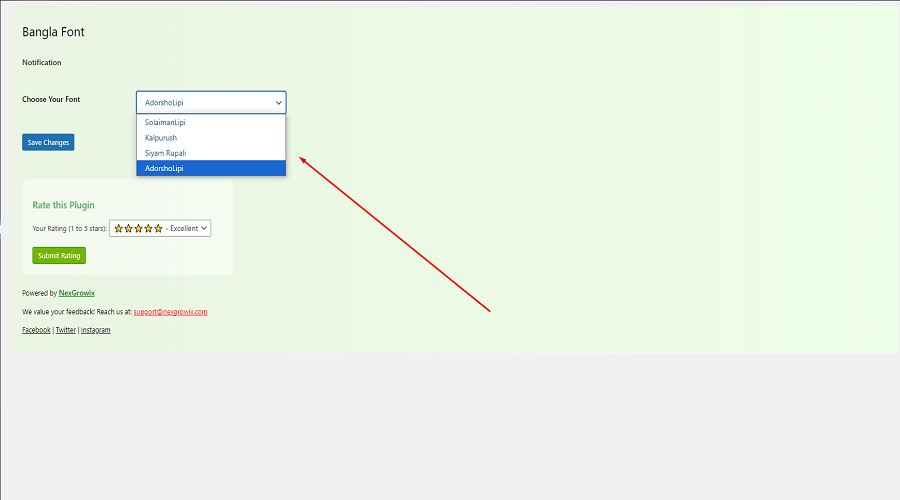 Bangla Font
Notification
Choose Your Font
AdorshoLipi
SolaimanLipi
Kalpurush
Siyam Rupali
AdorshoLipi
Save Changes
Rate this Plugin
Your Rating (1 to 5 stars): ⭐⭐⭐⭐⭐ - Excellent
Submit Rating
Powered by NexGrowix
We value your feedback! Reach us at: support@nexgrowix.com
Facebook | Twitter | Instagram